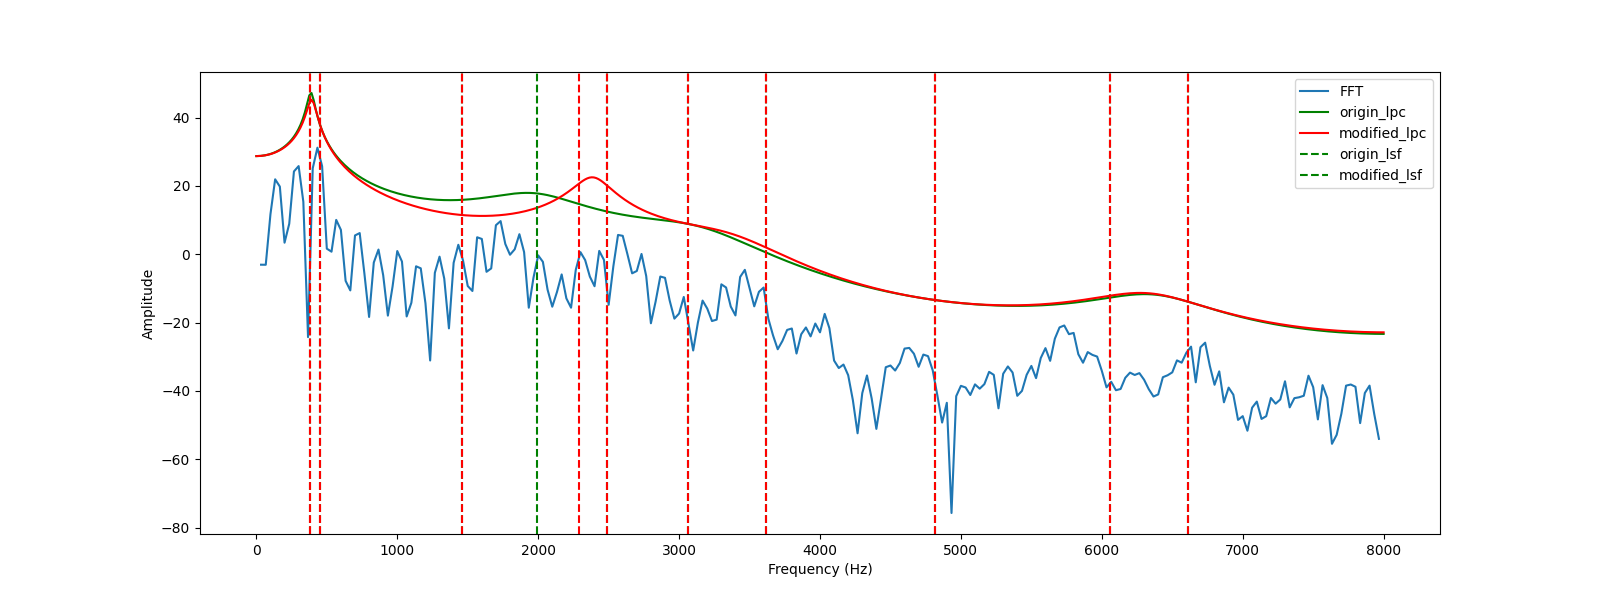 FFT
origin_lpc
modified_lpc
origin_lsf
modified_lsf
40
20
0
−20
−40
−60
−80
Amplitude
0 1000 2000 3000 4000 5000 6000 7000 8000
Frequency (Hz)